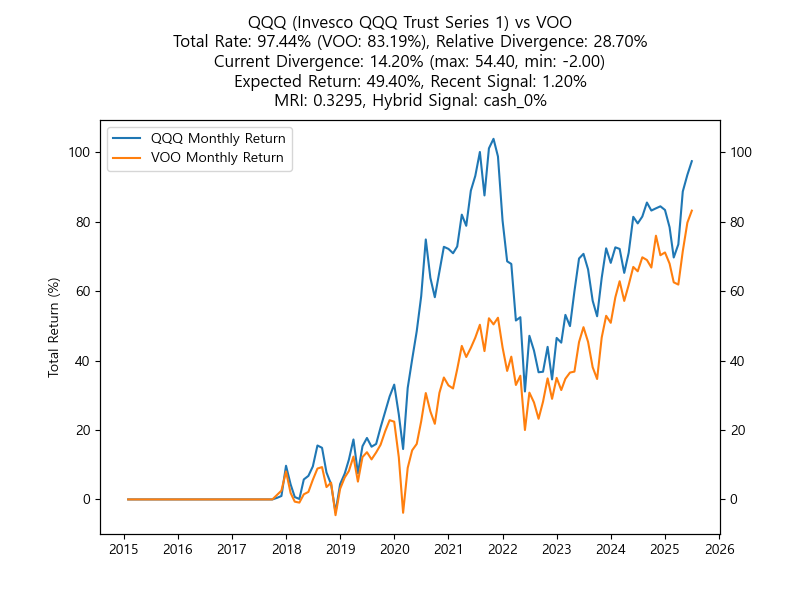 QQQ (Invesco QQQ Trust Series 1) vs VOO
Total Rate: 97.44% (VOO: 83.19%), Relative Divergence: 28.70%
Current Divergence: 14.20% (max: 54.40, min: -2.00)
Expected Return: 49.40%, Recent Signal: 1.20%
MRI: 0.3295, Hybrid Signal: cash_0%
QQQ Monthly Return
VOO Monthly Return
100
80
60
40
20
0
Total Return (%)
100
80
60
40
20
0
2015 2016 2017 2018 2019 2020 2021 2022 2023 2024 2025 2026